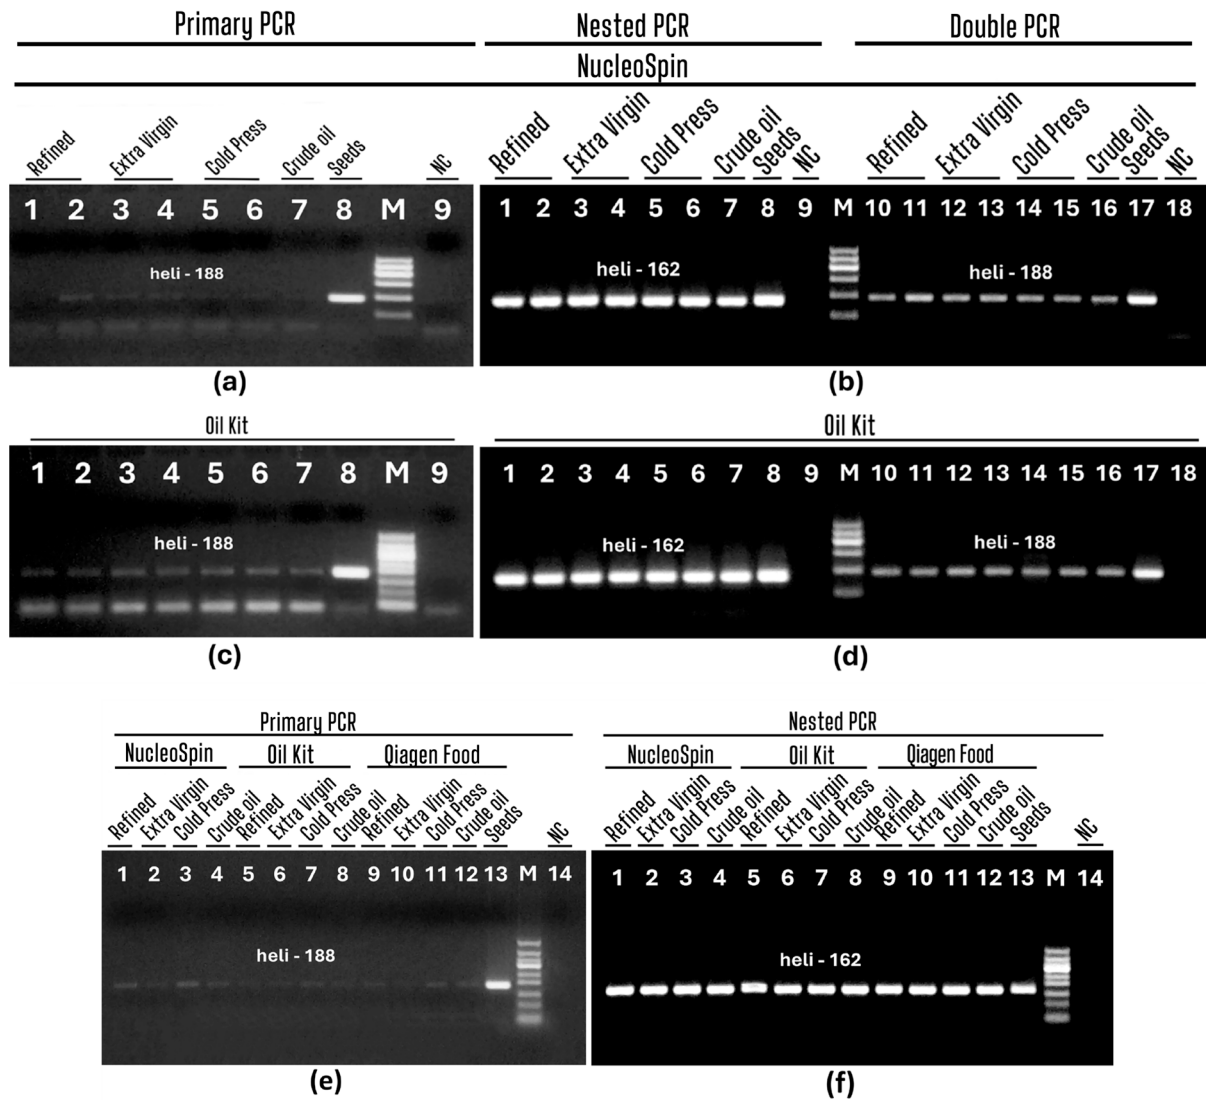 Primary PCR Nested PCR Double PCR
NucleoSpin
Refined Extra Virgin Cold Press Crude oil Seeds NC Refined Extra Virgin Cold Press Crude oil Seeds NC Refined Extra Virgin Cold Press Crude oil Seeds NC
1 2 3 4 5 6 7 8 M 9 1 2 3 4 5 6 7 8 9 M 10 11 12 13 14 15 16 17 18
heli - 188 heli - 162 heli - 188
(a) (b)
Oil Kit Oil Kit
1 2 3 4 5 6 7 8 M 9 1 2 3 4 5 6 7 8 9 M 10 11 12 13 14 15 16 17 18
heli - 188 heli - 162 heli - 188
(c) (d)
Primary PCR Nested PCR
NucleoSpin Oil Kit Qiagen Food NucleoSpin Oil Kit Qiagen Food
Refined Extra Virgin Cold Press Crude oil Refined Extra Virgin Cold Press Crude oil Refined Extra Virgin Cold Press Crude oil Seeds NC Refined Extra Virgin Cold Press Crude oil Refined Extra Virgin Cold Press Crude oil Refined Extra Virgin Cold Press Crude oil Seeds NC
1 2 3 4 5 6 7 8 9 10 11 12 13 M 14 1 2 3 4 5 6 7 8 9 10 11 12 13 M 14
heli - 188 heli - 162
(e) (f)